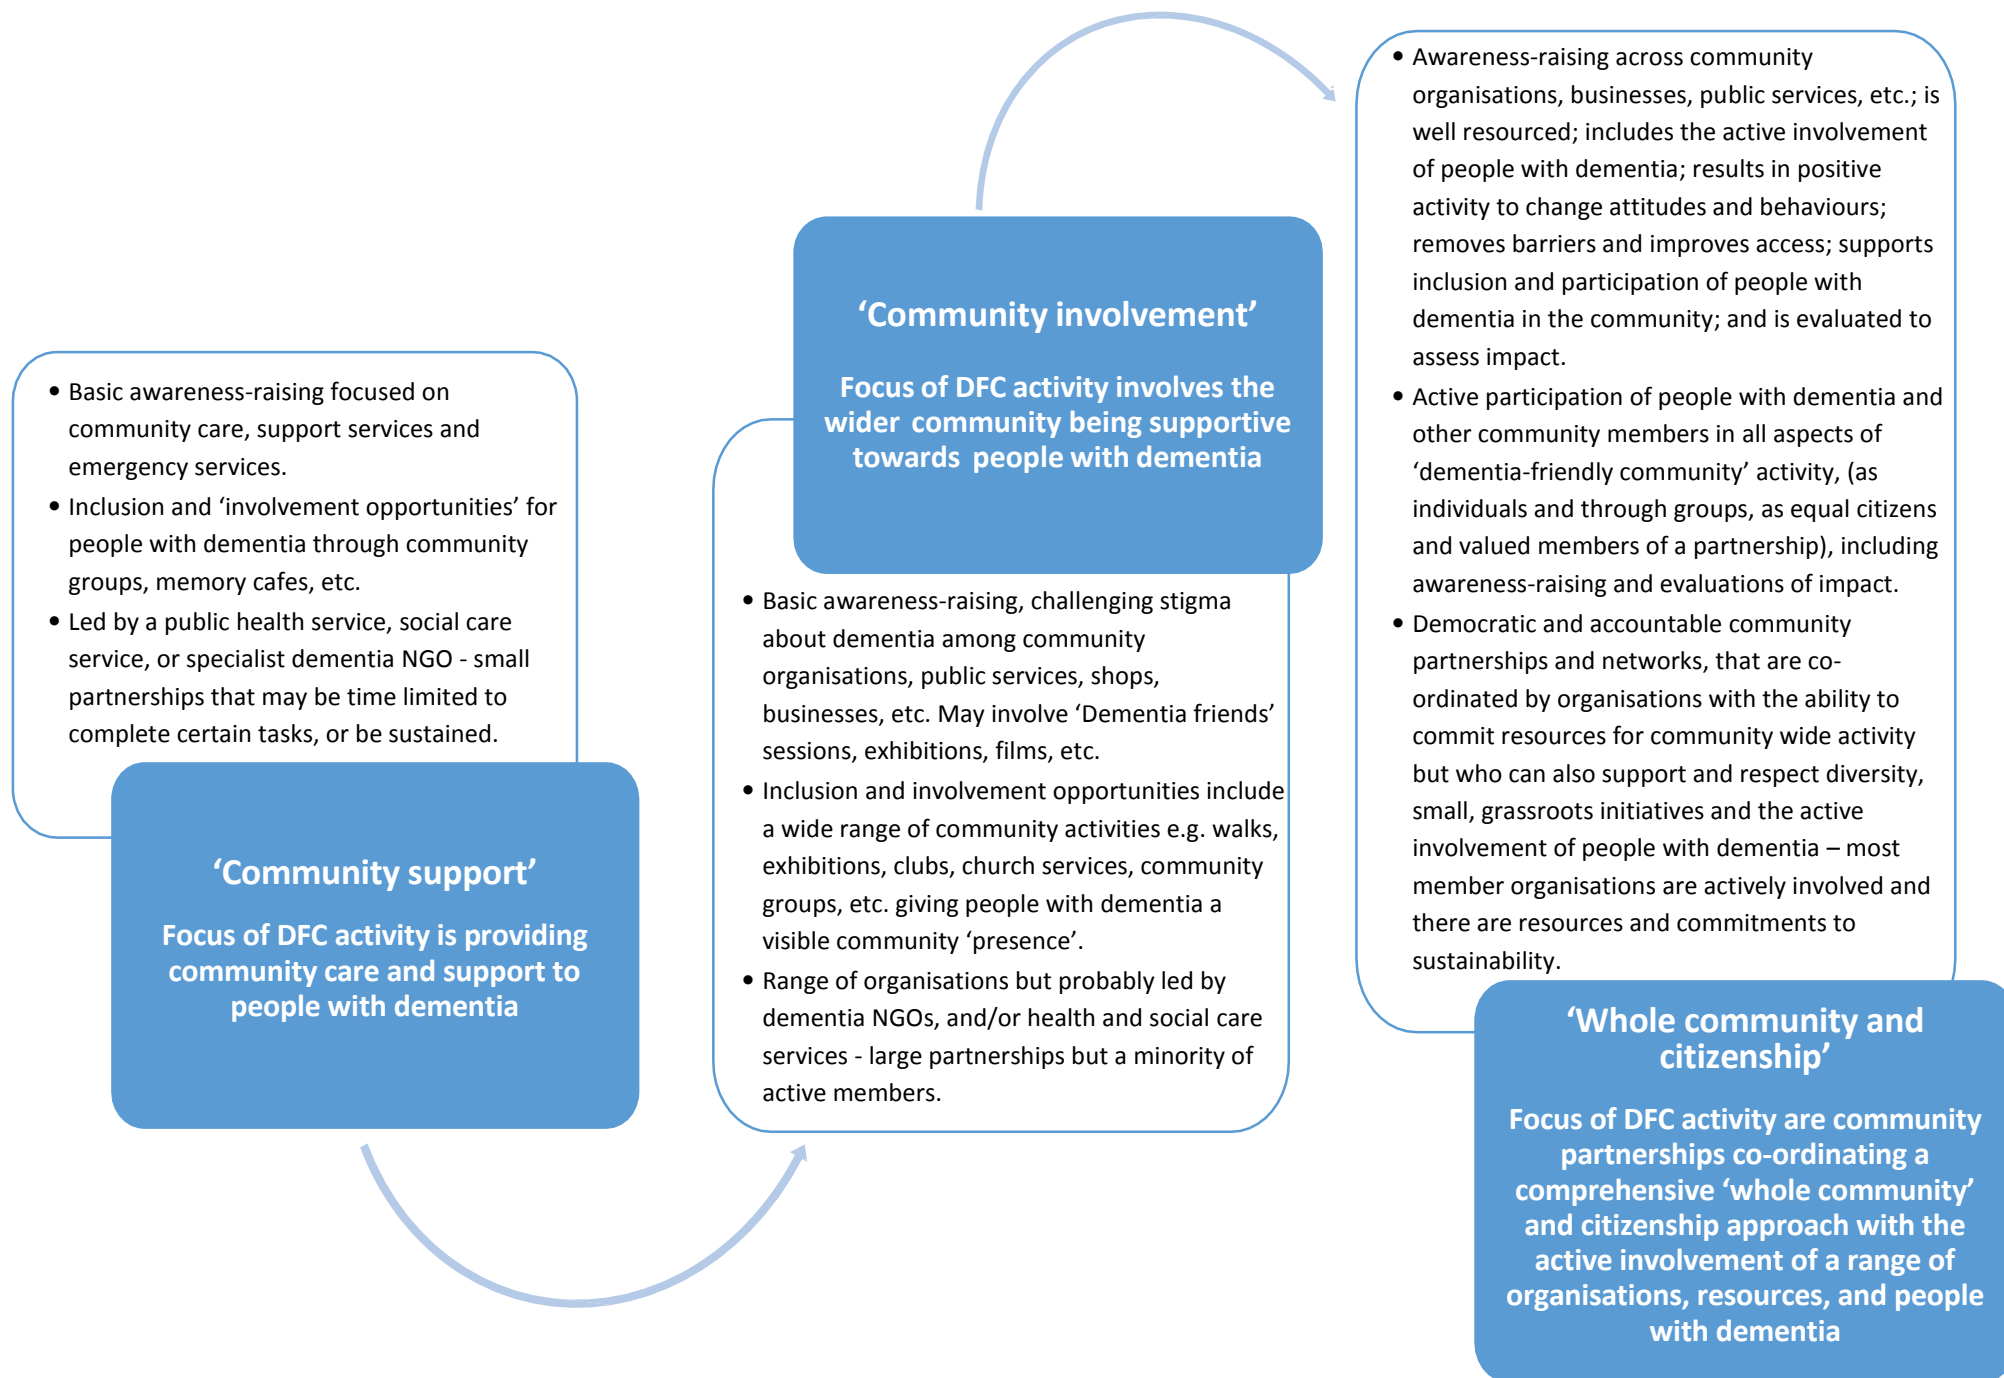 • Basic awareness-raising focused on
community care, support services and
emergency services.
• Inclusion and ‘involvement opportunities’ for
people with dementia through community
groups, memory cafes, etc.
• Led by a public health service, social care
service, or specialist dementia NGO - small
partnerships that may be time limited to
complete certain tasks, or be sustained.
‘Community support’
Focus of DFC activity is providing
community care and support to
people with dementia
‘Community involvement’
Focus of DFC activity involves the
wider community being supportive
towards people with dementia
• Basic awareness-raising, challenging stigma
about dementia among community
organisations, public services, shops,
businesses, etc. May involve ‘Dementia friends’
sessions, exhibitions, films, etc.
• Inclusion and involvement opportunities include
a wide range of community activities e.g. walks,
exhibitions, clubs, church services, community
groups, etc. giving people with dementia a
visible community ‘presence’.
• Range of organisations but probably led by
dementia NGOs, and/or health and social care
services - large partnerships but a minority of
active members.
• Awareness-raising across community
organisations, businesses, public services, etc.; is
well resourced; includes the active involvement
of people with dementia; results in positive
activity to change attitudes and behaviours;
removes barriers and improves access; supports
inclusion and participation of people with
dementia in the community; and is evaluated to
assess impact.
• Active participation of people with dementia and
other community members in all aspects of
‘dementia-friendly community’ activity, (as
individuals and through groups, as equal citizens
and valued members of a partnership), including
awareness-raising and evaluations of impact.
• Democratic and accountable community
partnerships and networks, that are co-
ordinated by organisations with the ability to
commit resources for community wide activity
but who can also support and respect diversity,
small, grassroots initiatives and the active
involvement of people with dementia – most
member organisations are actively involved and
there are resources and commitments to
sustainability.
‘Whole community and
citizenship’
Focus of DFC activity are community
partnerships co-ordinating a
comprehensive ‘whole community’
and citizenship approach with the
active involvement of a range of
organisations, resources, and people
with dementia